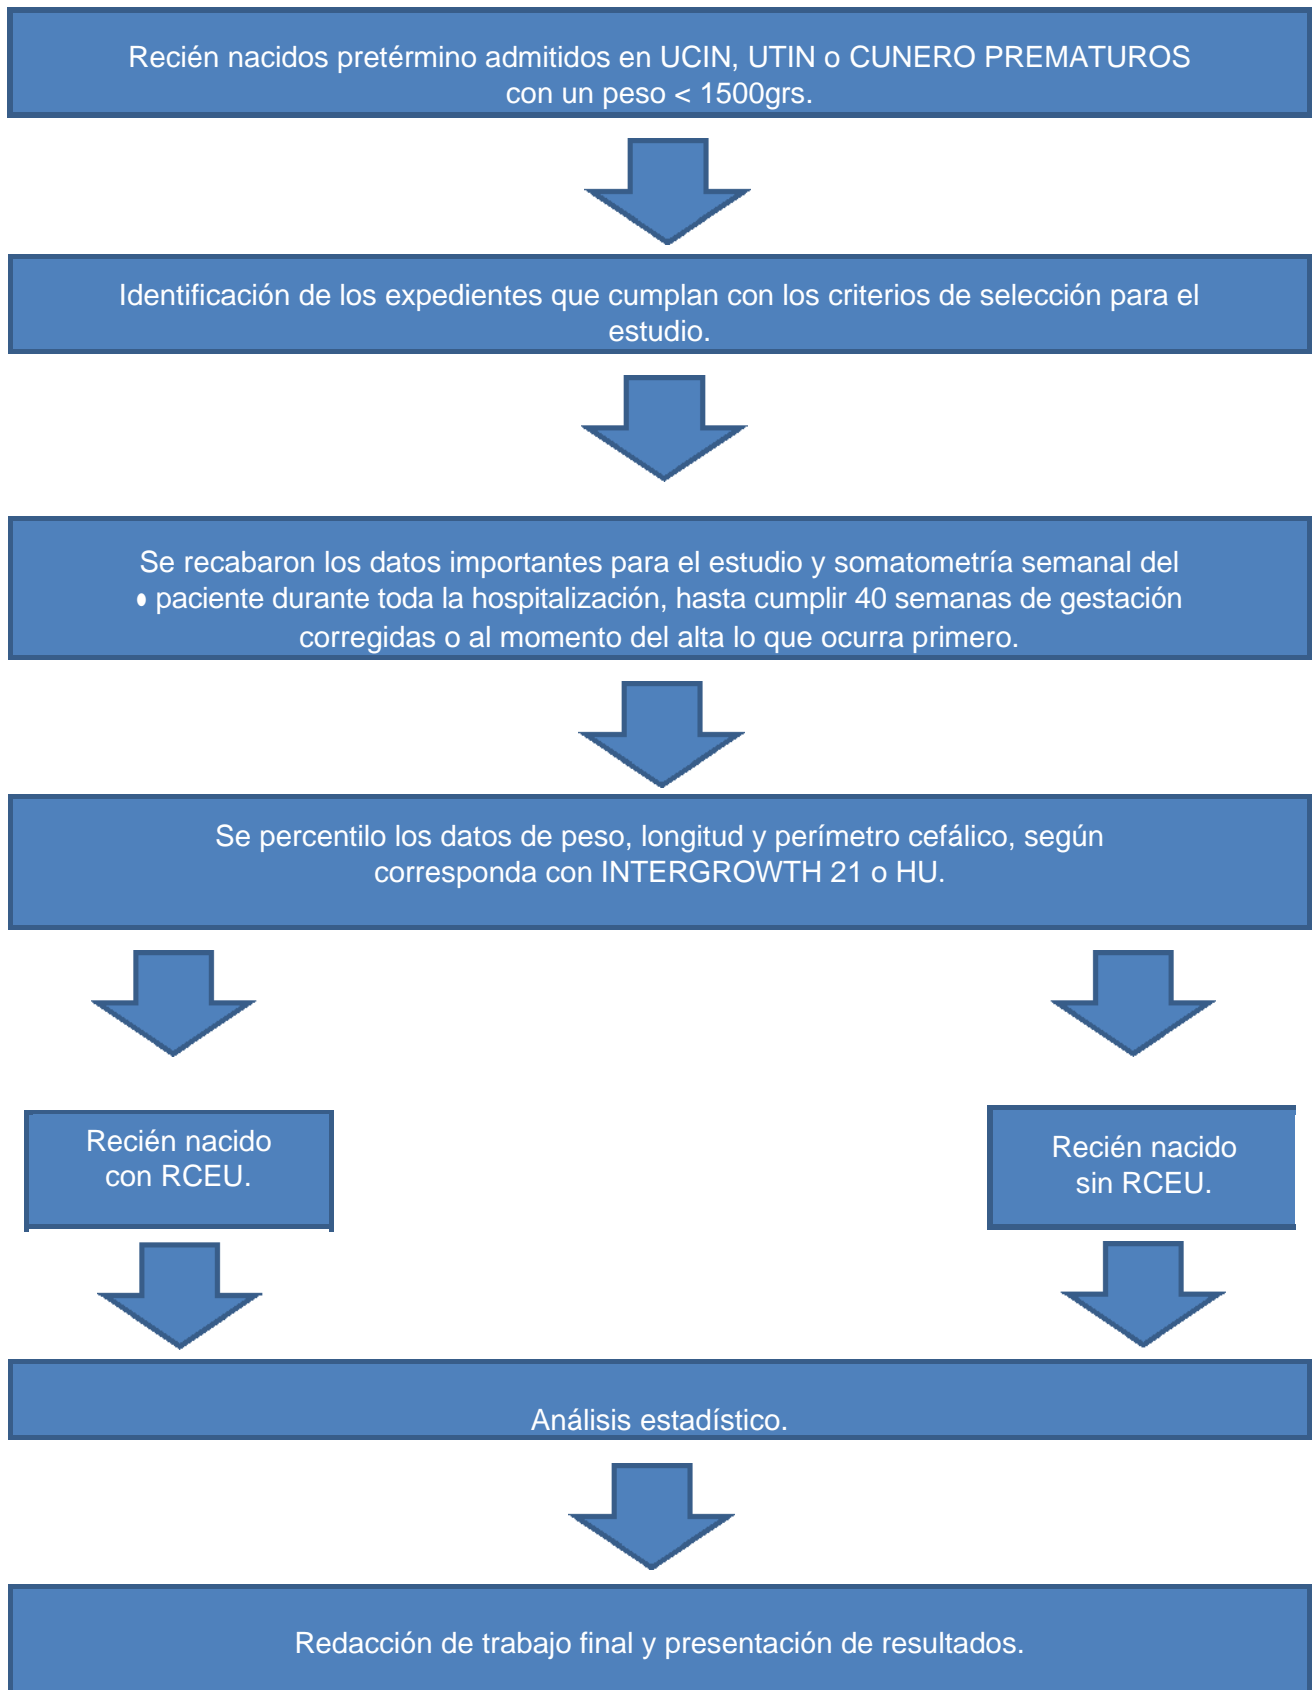 Recién nacidos pretérmino admitidos en UCIN, UTIN o CUNERO PREMATUROS
con un peso < 1500grs.
Identificación de los expedientes que cumplan con los criterios de selección para el
estudio.
Se recabaron los datos importantes para el estudio y somatometría semanal del
• paciente durante toda la hospitalización, hasta cumplir 40 semanas de gestación
corregidas o al momento del alta lo que ocurra primero.
Se percentilo los datos de peso, longitud y perímetro cefálico, según
corresponda con INTERGROWTH 21 o HU.
Recién nacido
con RCEU.
Recién nacido
sin RCEU.
Análisis estadístico.
Redacción de trabajo final y presentación de resultados.